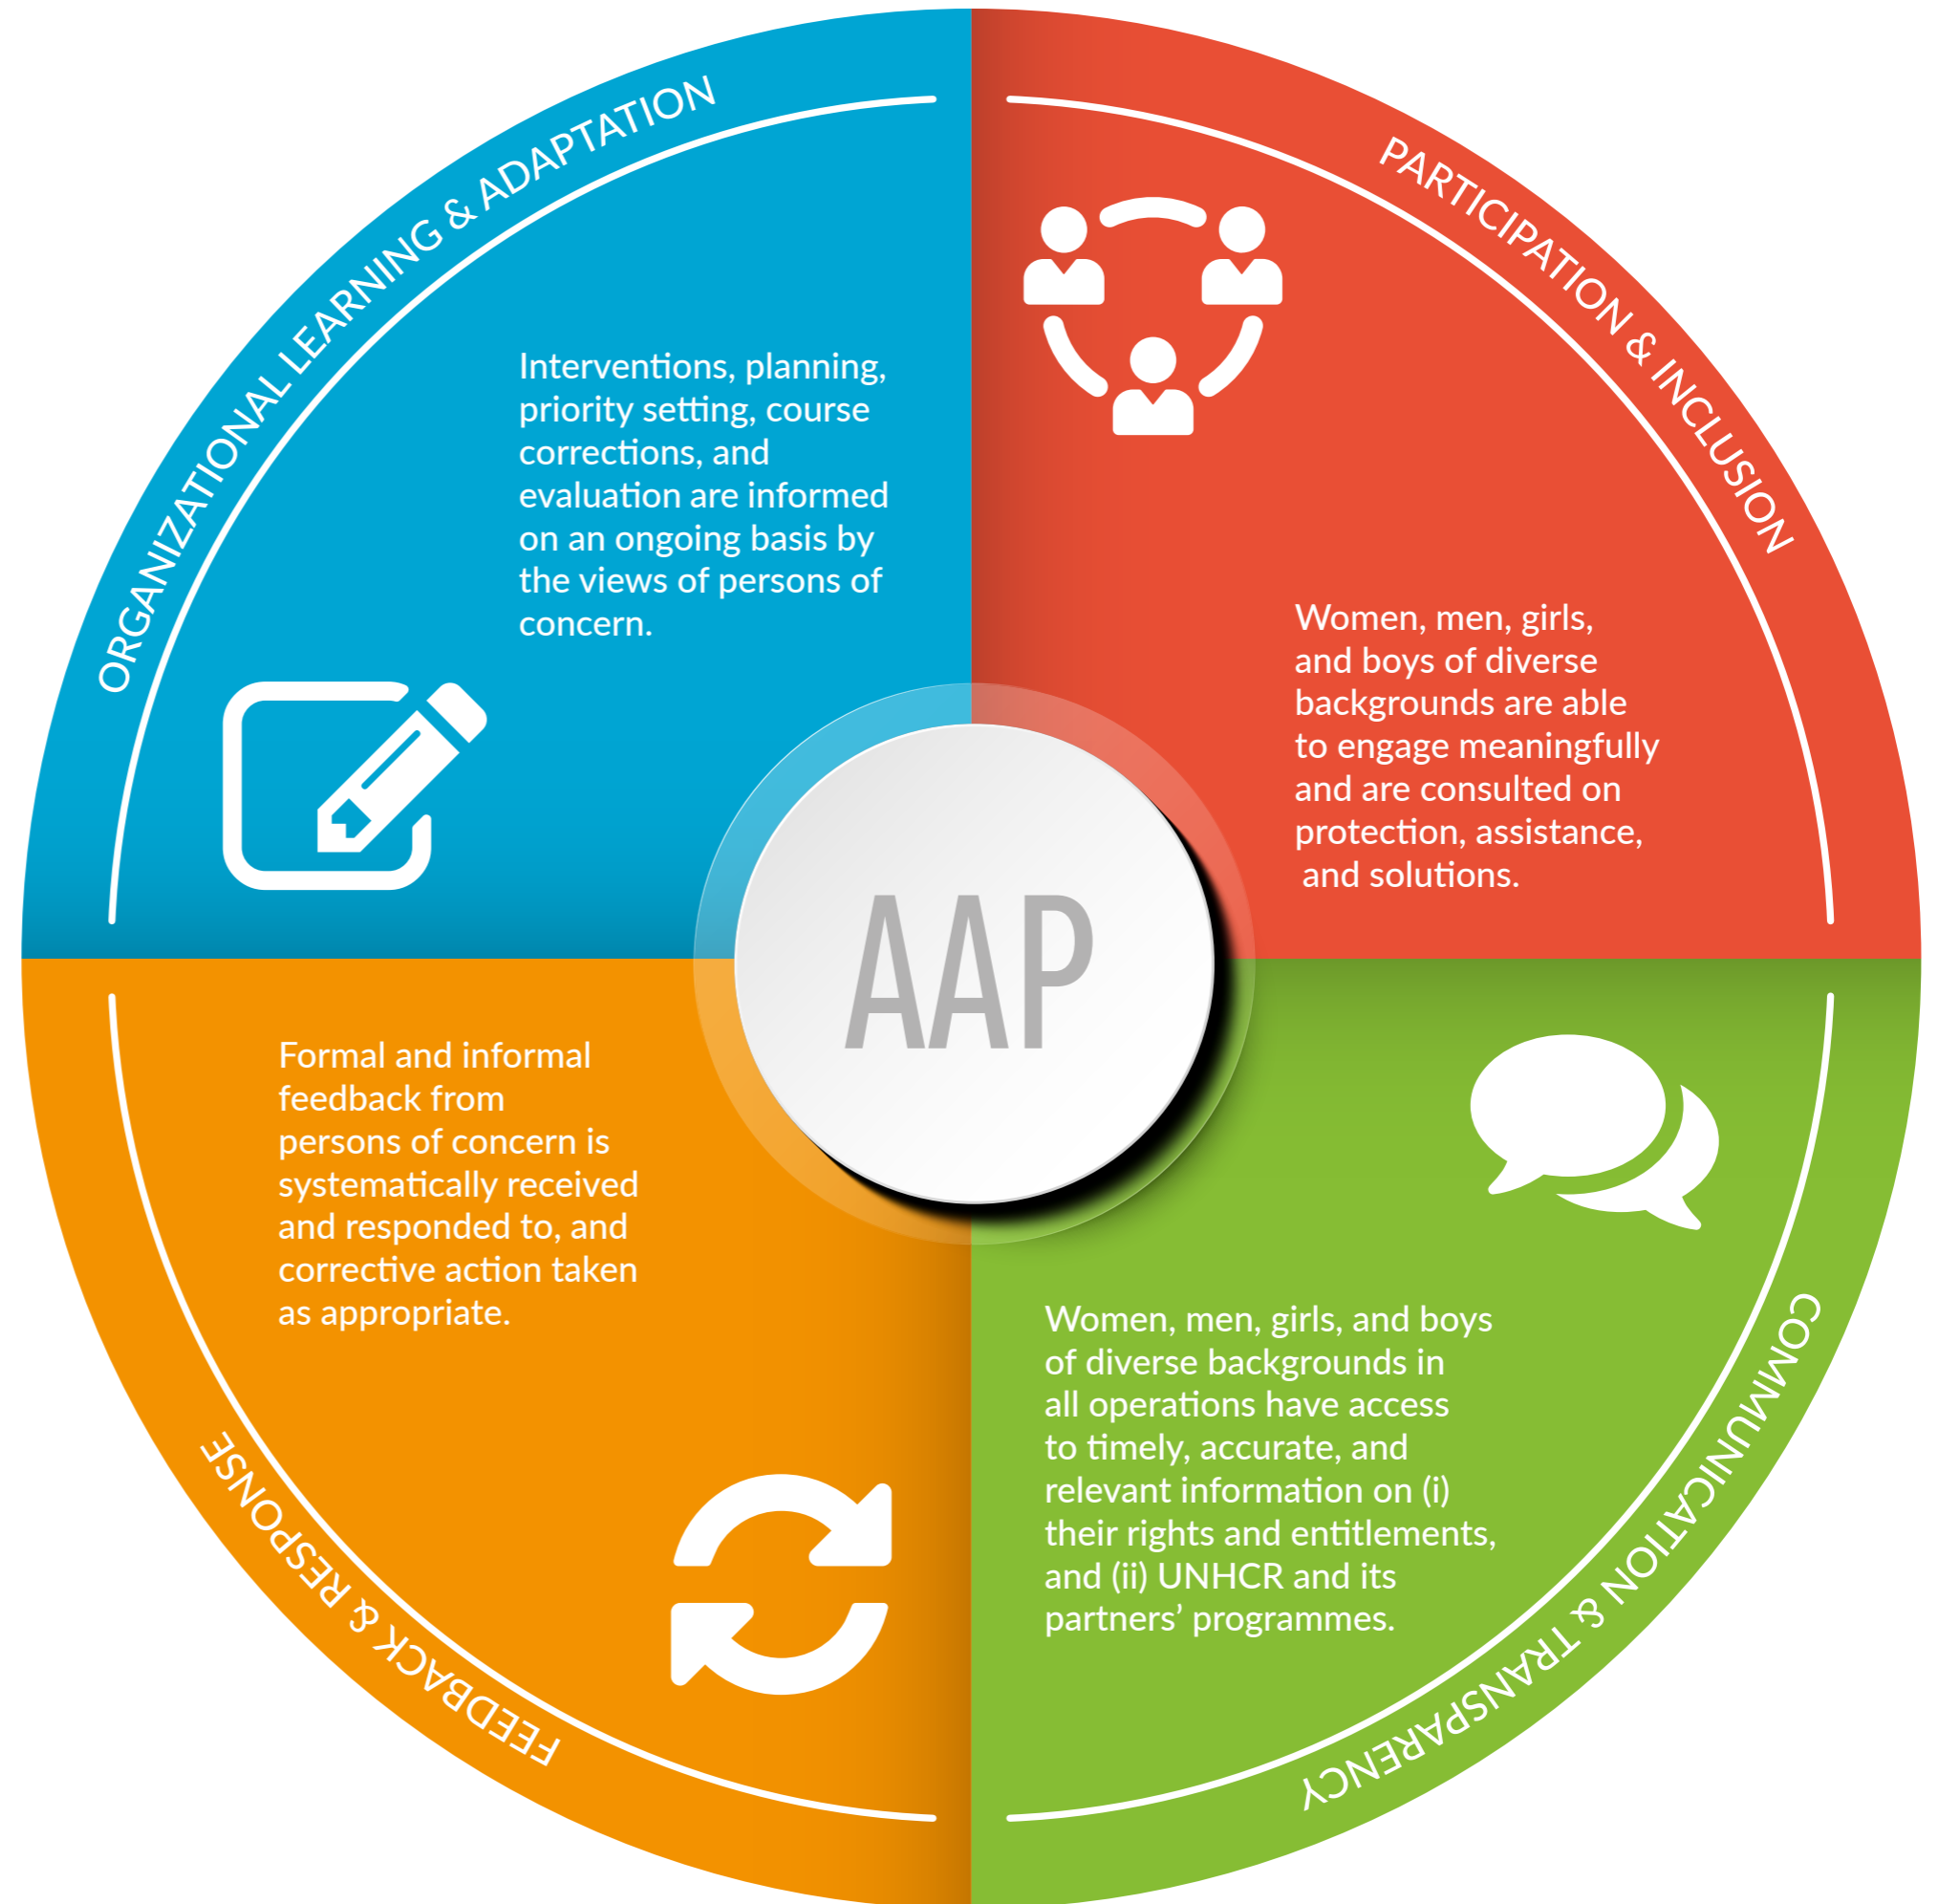 ORGANIZATIONAL LEARNING & ADAPTATION
Interventions, planning,
priority setting, course
corrections, and
evaluation are informed
on an ongoing basis by
the views of persons of
concern.
PARTICIPATION & INCLUSION
Women, men, girls,
and boys of diverse
backgrounds are able
to engage meaningfully
and are consulted on
protection, assistance,
and solutions.
AAP
Formal and informal
feedback from
persons of concern is
systematically received
and responded to, and
corrective action taken
as appropriate.
FEEDBACK & RESPONSE
Women, men, girls, and boys
of diverse backgrounds in
all operations have access
to timely, accurate, and
relevant information on (i)
their rights and entitlements,
and (ii) UNHCR and its
partners’ programmes.
COMMUNICATION & TRANSPARENCY